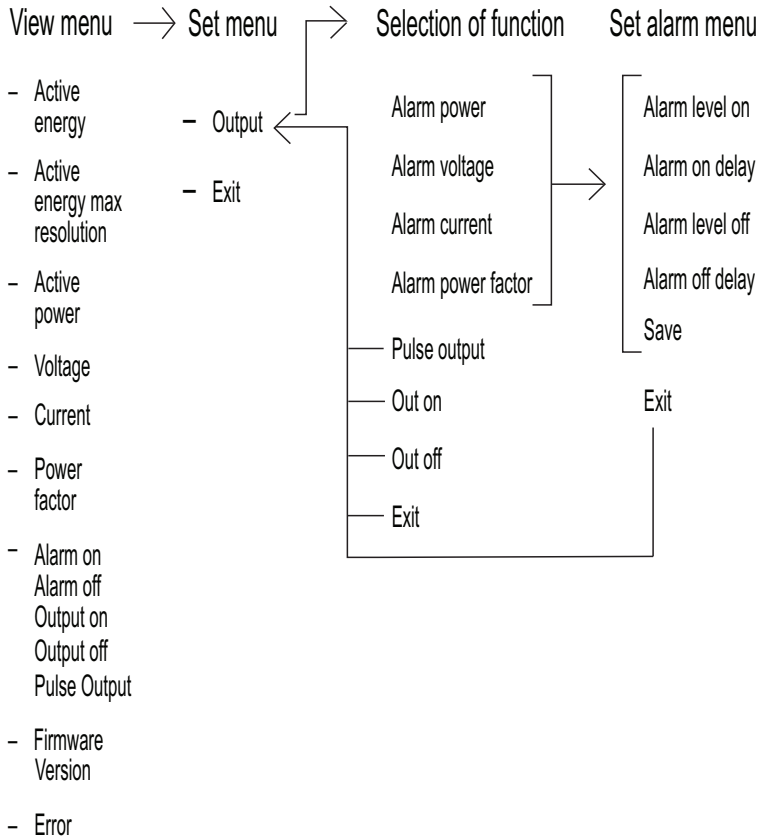 View menu
Set menu
Selection of function
Set alarm menu
– Active
energy
– Active
energy max
resolution
– Active
power
– Voltage
– Current
– Power
factor
– Alarm on
Alarm off
Output on
Output off
Pulse Output
– Firmware
Version
– Error
– Output
– Exit
Alarm power
Alarm voltage
Alarm current
Alarm power factor
Pulse output
Out on
Out off
Exit
Alarm level on
Alarm on delay
Alarm level off
Alarm off delay
Save
Exit